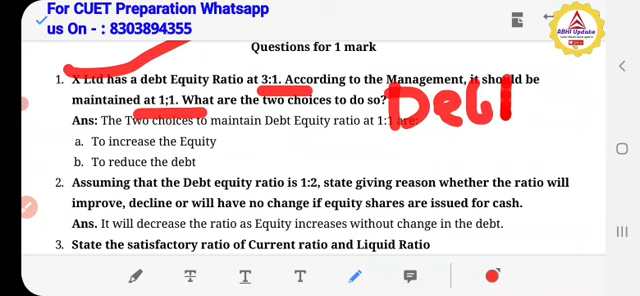 For CUET Preparation Whatsapp
us On - : 8303894355
ABHI Update
Questions for 1 mark
1. X Ltd has a debt Equity Ratio at 3:1. According to the Management, it should be
maintained at 1;1. What are the two choices to do so?
Debt
Ans: The Two choices to maintain Debt Equity ratio at 1:1 are:
a. To increase the Equity
b. To reduce the debt
2. Assuming that the Debt equity ratio is 1:2, state giving reason whether the ratio will
improve, decline or will have no change if equity shares are issued for cash.
Ans. It will decrease the ratio as Equity increases without change in the debt.
3. State the satisfactory ratio of Current ratio and Liquid Ratio